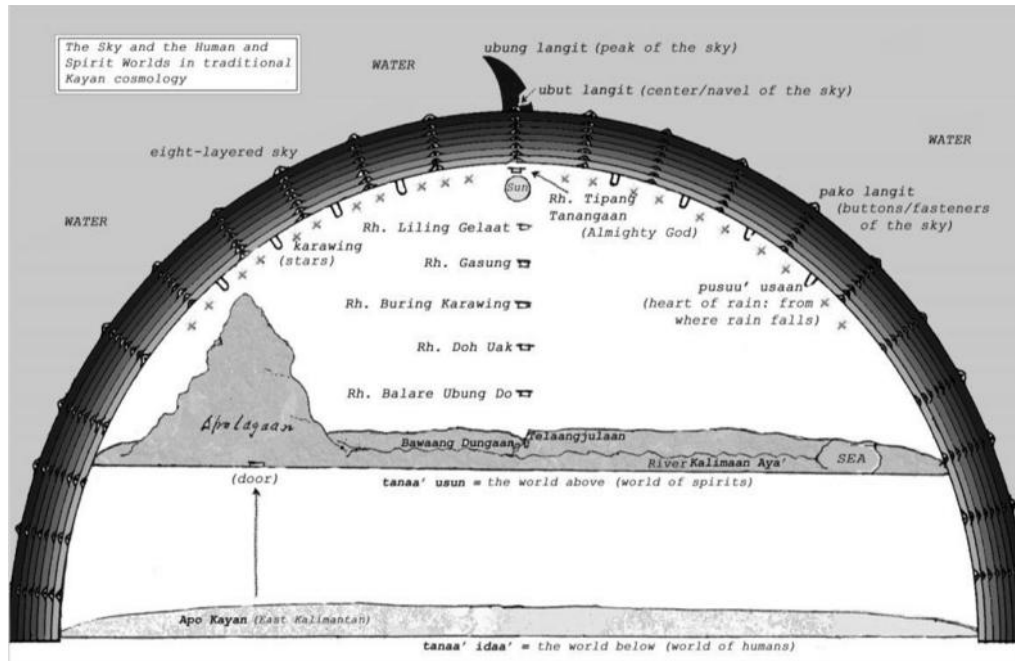 The Sky and the Human and
Spirit Worlds in traditional
Kayan cosmology
WATER
ubung langit (peak of the sky)
ubut langit (center/navel of the sky)
WATER
eight-layered sky
pako langit
(buttons/fasteners
of the sky)
WATER
Sun
Rh. Tipang
Tanangaan
(Almighty God)
Rh. Liling Gelaat
karawing
(stars)
Rh. Gasung
pusuu' usaan
(heart of rain: from
where rain falls)
Rh. Buring Karawing
Rh. Doh Uak
Rh. Balare Ubung Do
Apalagaan
Bawaang Dungaan
Telaangjulaan
River Kalimaan Aya'
SEA
(door)
tanaa' usun = the world above (world of spirits)
Apo Kayan (East Kalimantan)
tanaa' idaa' = the world below (world of humans)